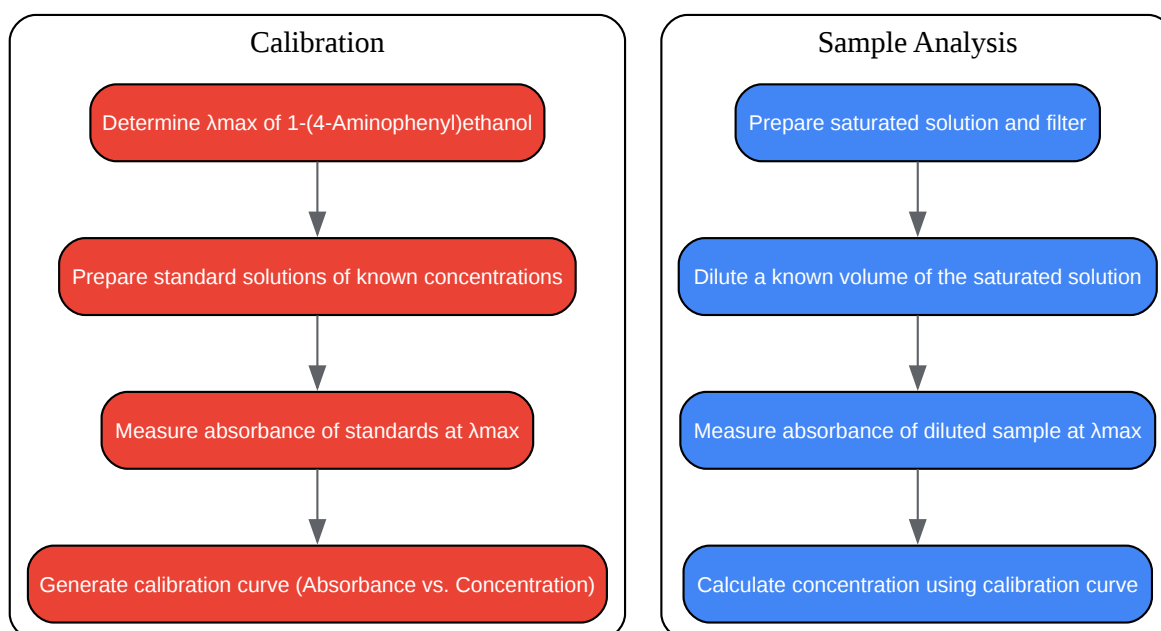 Calibration
Determine λmax of 1-(4-Aminophenyl)ethanol
Prepare standard solutions of known concentrations
Measure absorbance of standards at λmax
Generate calibration curve (Absorbance vs. Concentration)
Sample Analysis
Prepare saturated solution and filter
Dilute a known volume of the saturated solution
Measure absorbance of diluted sample at λmax
Calculate concentration using calibration curve